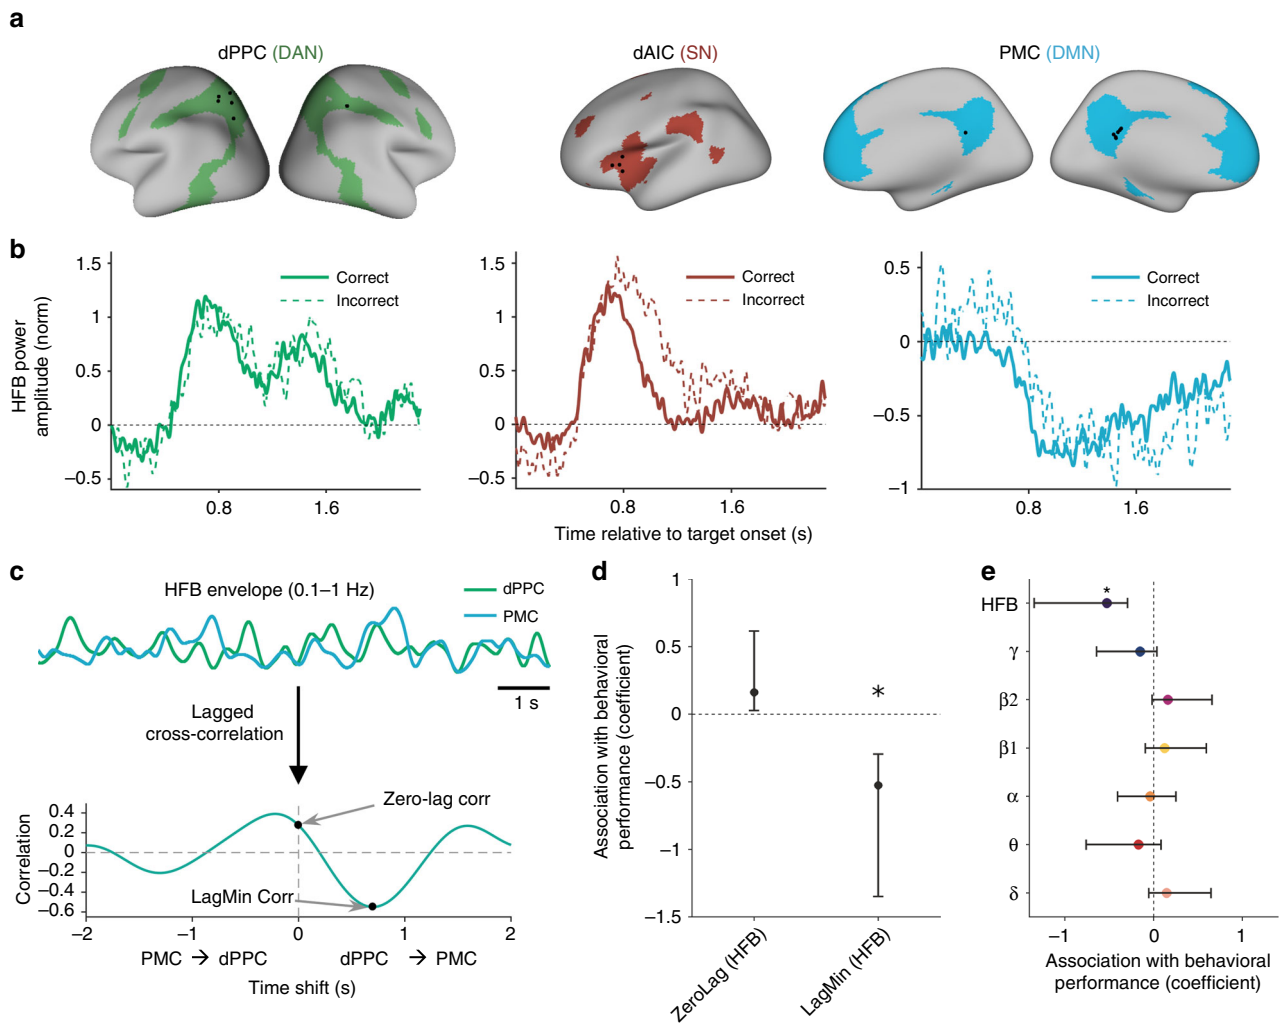 a
dPPC (DAN)
dAIC (SN)
PMC (DMN)
b
HFB power
amplitude (norm)
1.5
1
0.5
0
−0.5
0.8
1.6
Correct
Incorrect
1.5
1
0.5
0
−0.5
0.8
1.6
Correct
Incorrect
0.5
0
−0.5
−1
0.8
1.6
Correct
Incorrect
Time relative to target onset (s)
c
HFB envelope (0.1–1 Hz)
dPPC
PMC
1 s
Lagged
cross-correlation
Zero-lag corr
LagMin Corr
Correlation
0.4
0.2
0
−0.2
−0.4
−0.6
−2
−1
0
1
2
PMC → dPPC
dPPC → PMC
Time shift (s)
d
Association with behavioral
performance (coefficient)
1
0.5
0
−0.5
−1
−1.5
*
ZeroLag (HFB)
LagMin (HFB)
e
HFB
γ
β2
β1
α
θ
δ
*
−1
0
1
Association with behavioral
performance (coefficient)